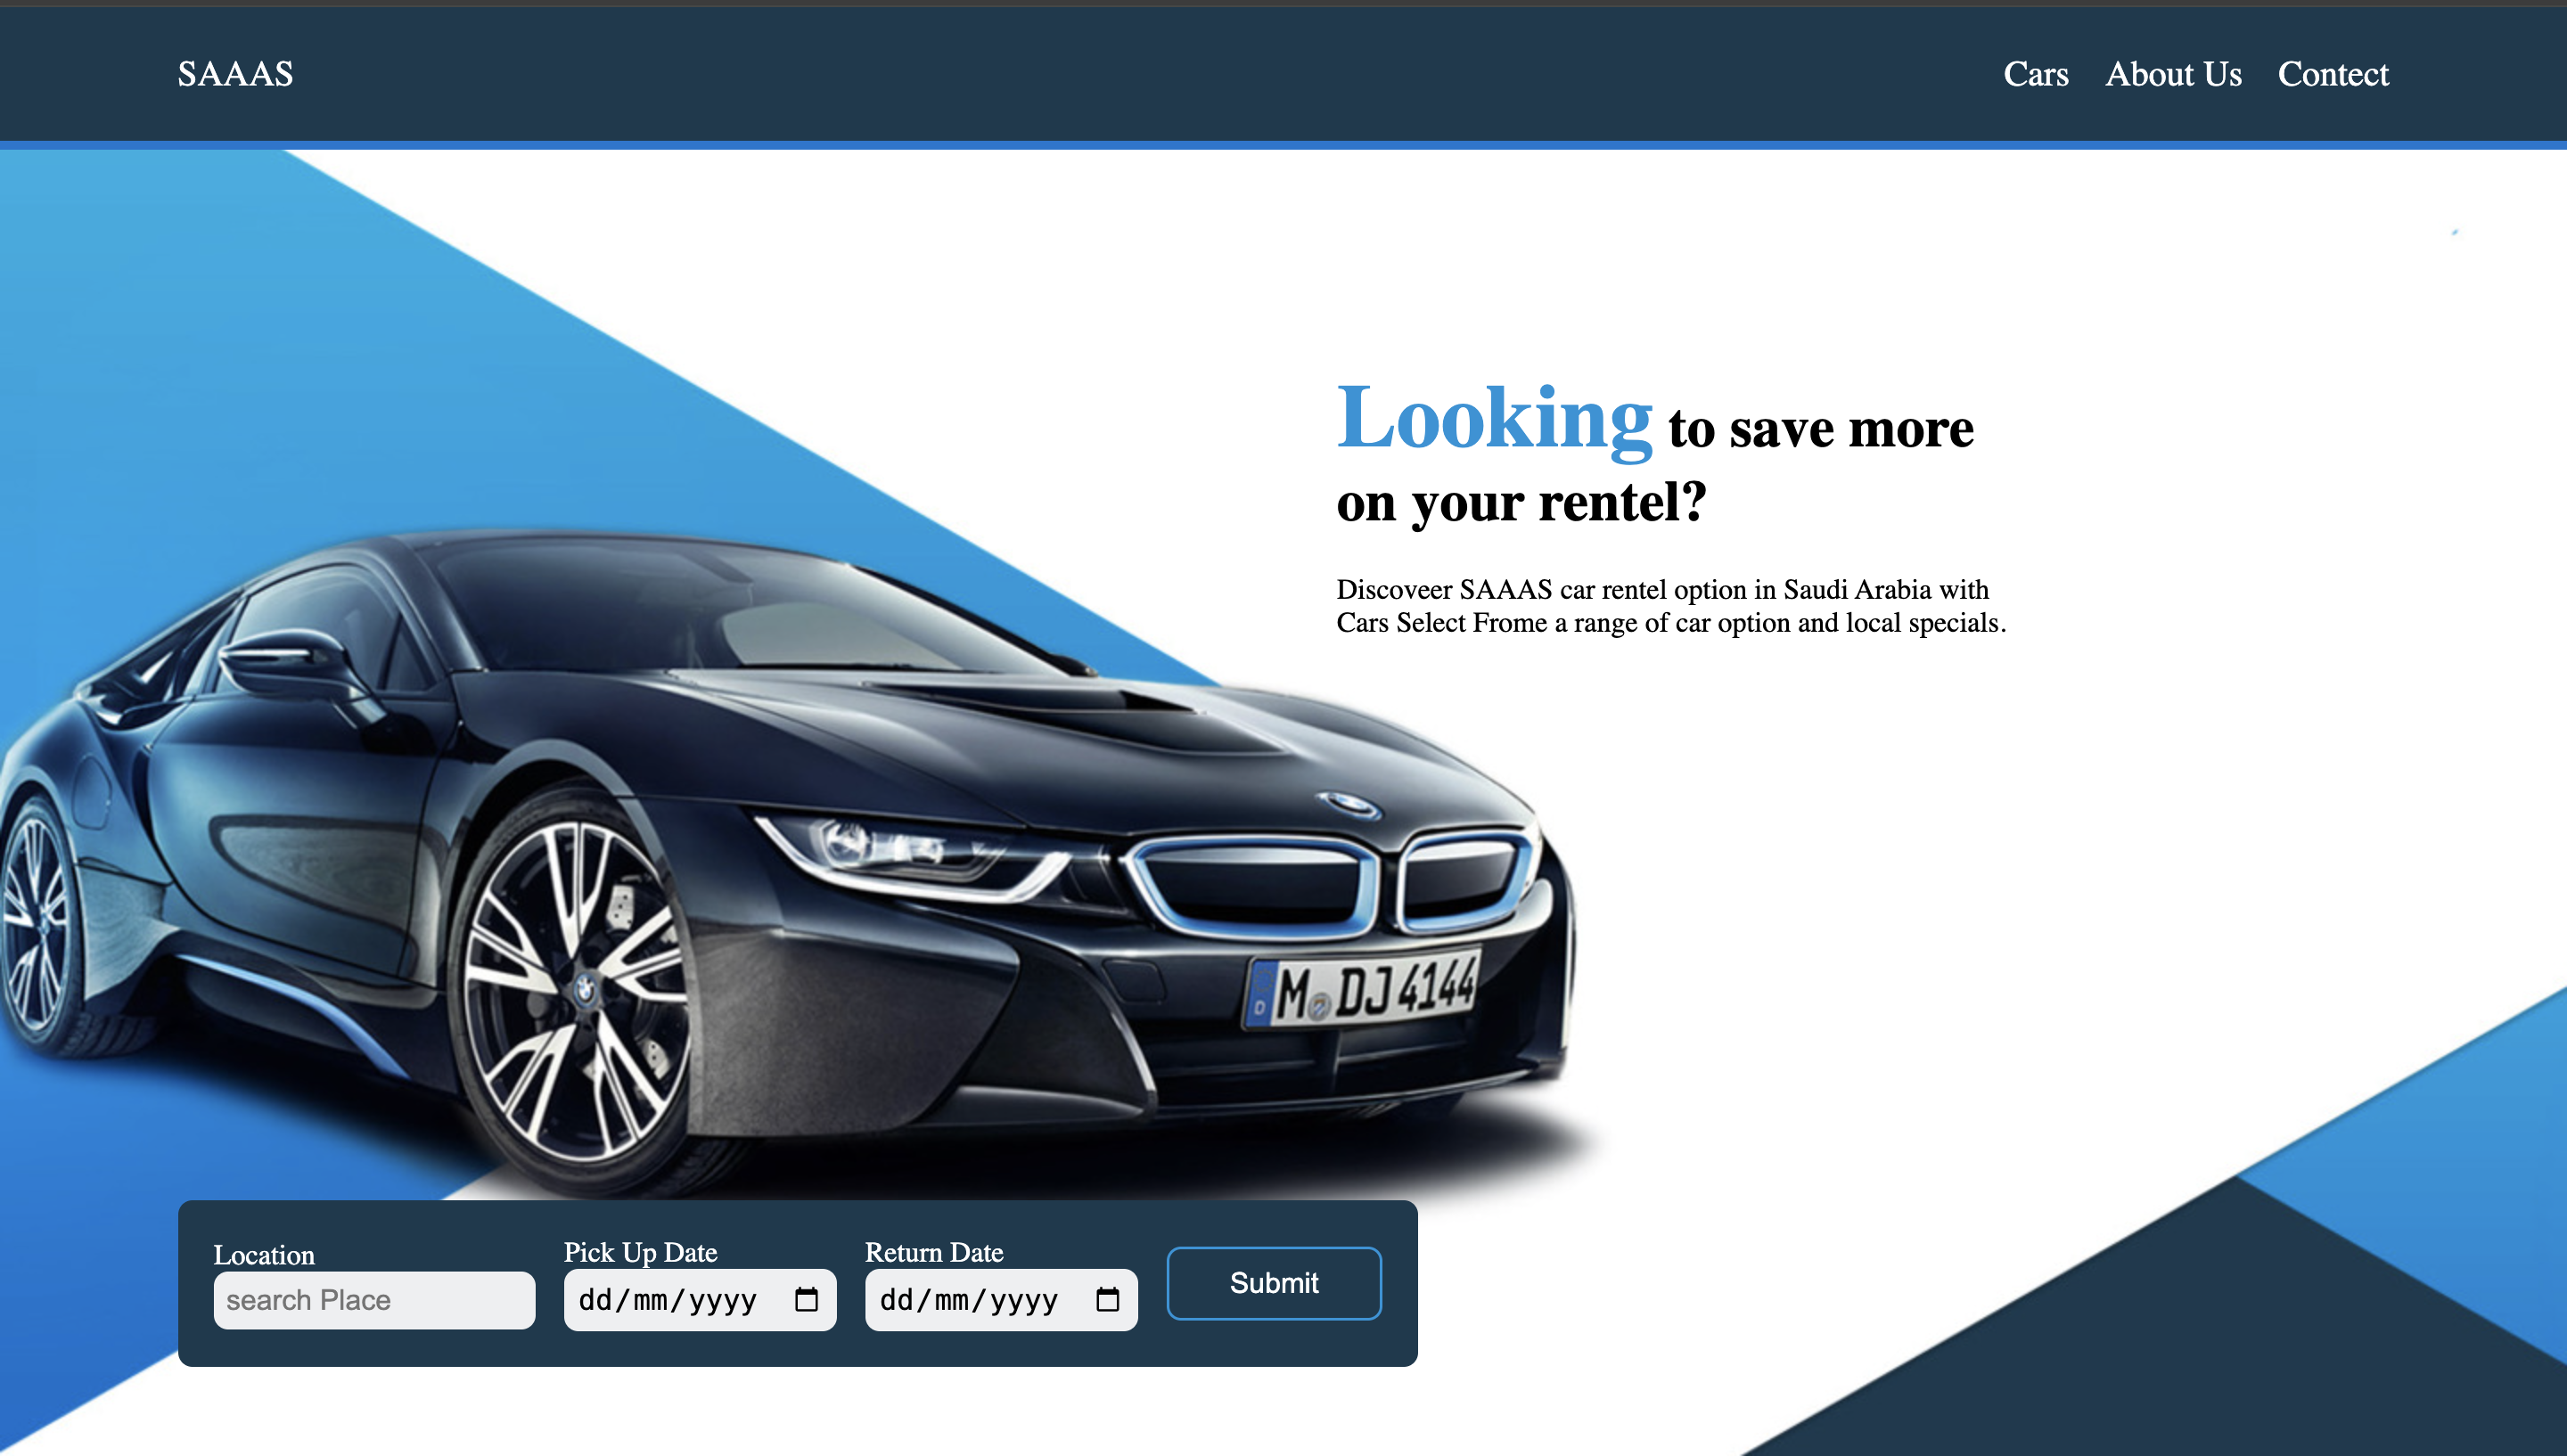 SAAAS
Cars About Us Contect
Looking to save more
on your rentel?
Discoveer SAAAS car rentel option in Saudi Arabia with
Cars Select Frome a range of car option and local specials.
M DJ 4144
D
Location Pick Up Date Return Date
search Place dd/mm/yyyy dd/mm/yyyy Submit